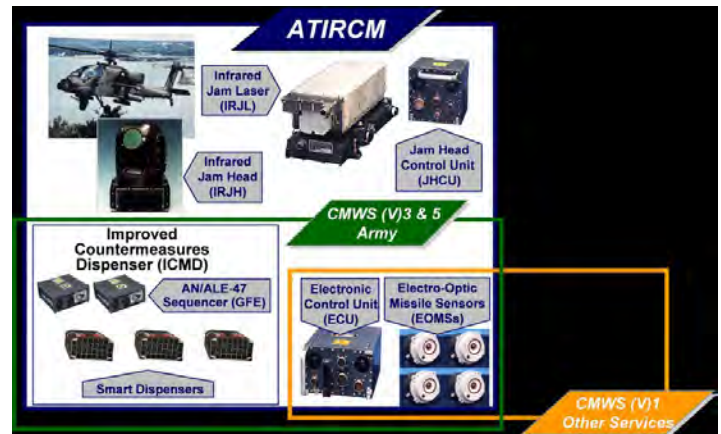 ATIRCM
Infrared
Jam Laser
(IRJL)
Infrared
Jam Head
(IRJH)
Jam Head
Control Unit
(JHCU)
CMWS (V)3 & 5
Army
Improved
Countermeasures
Dispenser (ICMD)
AN/ALE-47
Sequencer (GFE)
Smart Dispensers
Electronic
Control Unit
(ECU)
Electro-Optic
Missile Sensors
(EOMSs)
CMWS (V)1
Other Services